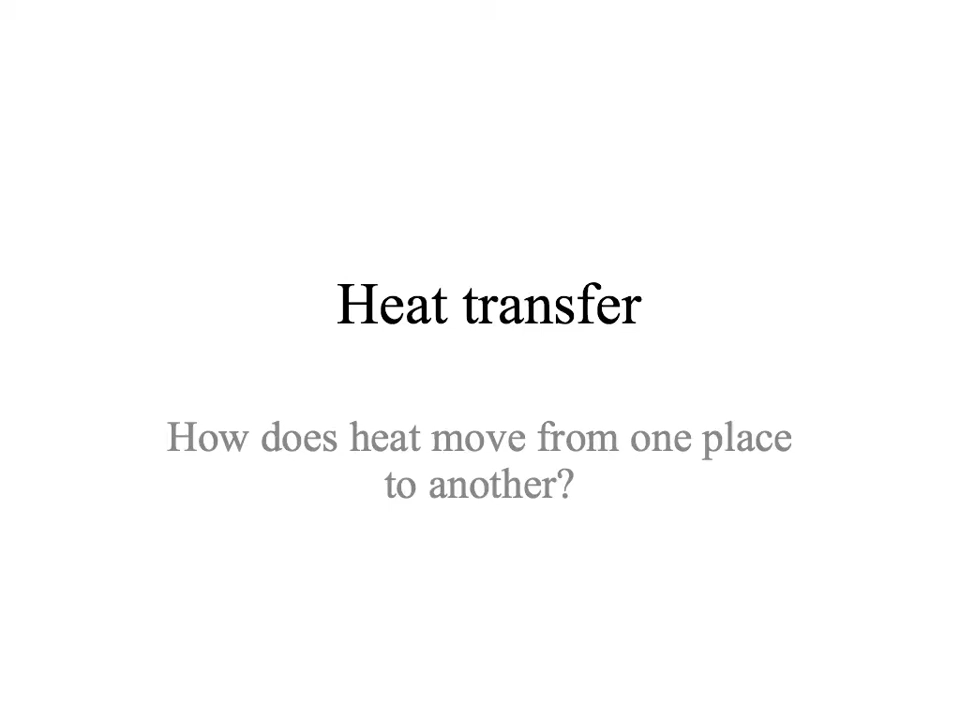 Heat transfer
How does heat move from one place
to another?